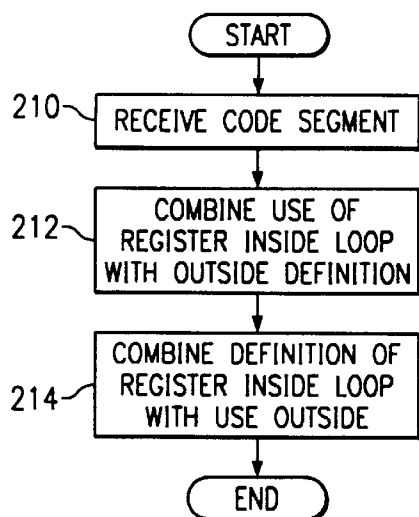 START
210
RECEIVE CODE SEGMENT
212
COMBINE USE OF
REGISTER INSIDE LOOP
WITH OUTSIDE DEFINITION
214
COMBINE DEFINITION OF
REGISTER INSIDE LOOP
WITH USE OUTSIDE
END